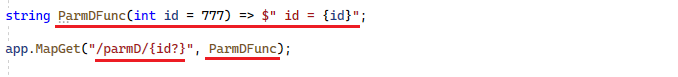 string ParmDFunc(int id = 777) => $" id = {id}";
app.MapGet("/parmD/{id?}", ParmDFunc);